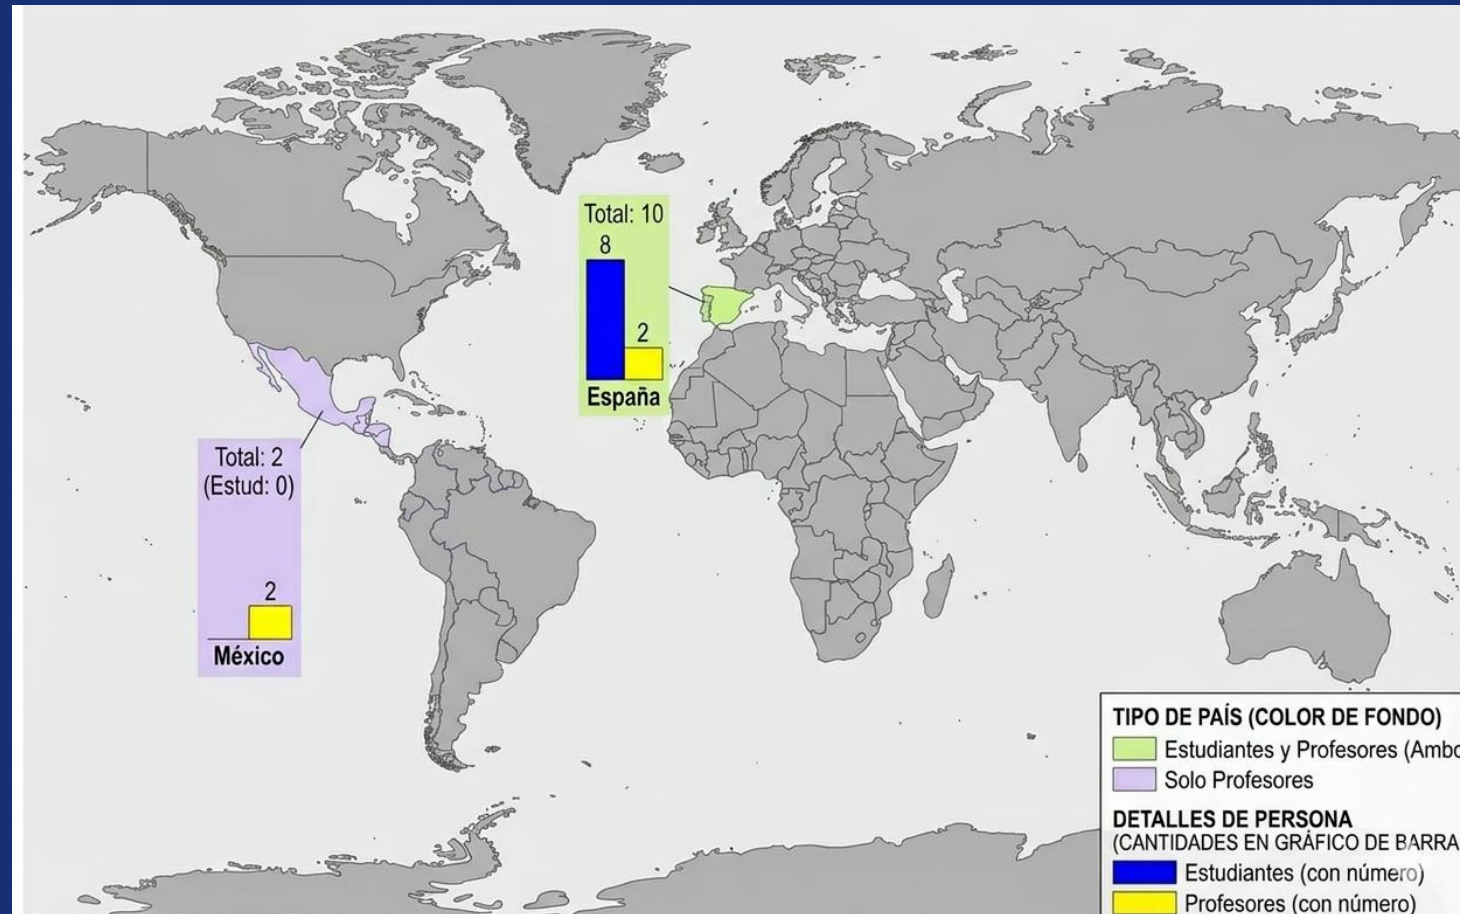 Total: 10
8
2
España
Total: 2
(Estud: 0)
2
México
TIPO DE PAÍS (COLOR DE FONDO)
Estudiantes y Profesores (Ambo
Solo Profesores
DETALLES DE PERSONA
(CANTIDADES EN GRÁFICO DE BARRA
Estudiantes (con número)
Profesores (con número)